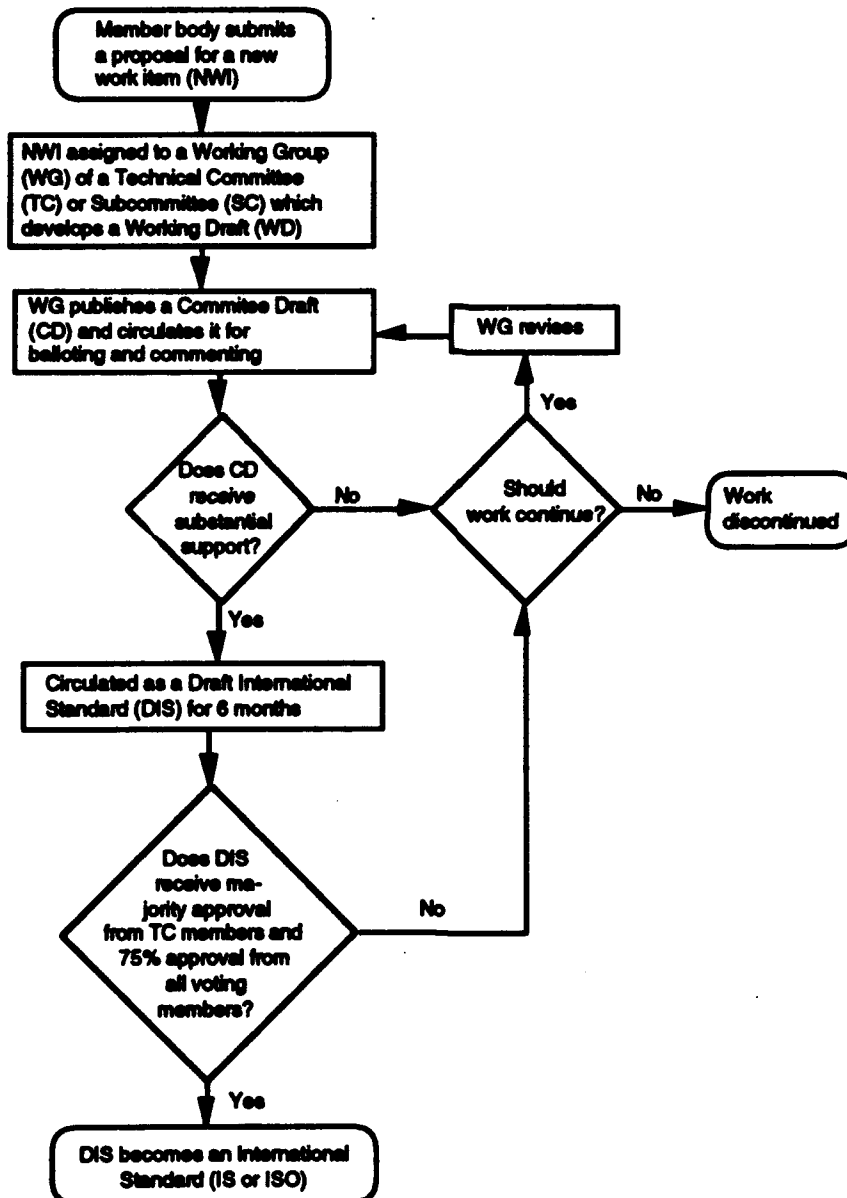 Member body submits
a proposal for a new
work item (NWI)
NWI assigned to a Working Group
(WG) of a Technical Committee
(TC) or Subcommittee (SC) which
develops a Working Draft (WD)
WG publishes a Commitee Draft
(CD) and circulates it for
balloting and commenting
WG revises
Yes
Does CD
receive
substantial
support?
No
Should
work continue?
No
Work
discontinued
Yes
Circulated as a Draft International
Standard (DIS) for 6 months
Does DIS
receive ma-
jority approval
from TC members and
75% approval from
all voting
members?
No
Yes
DIS becomes an International
Standard (IS or ISO)